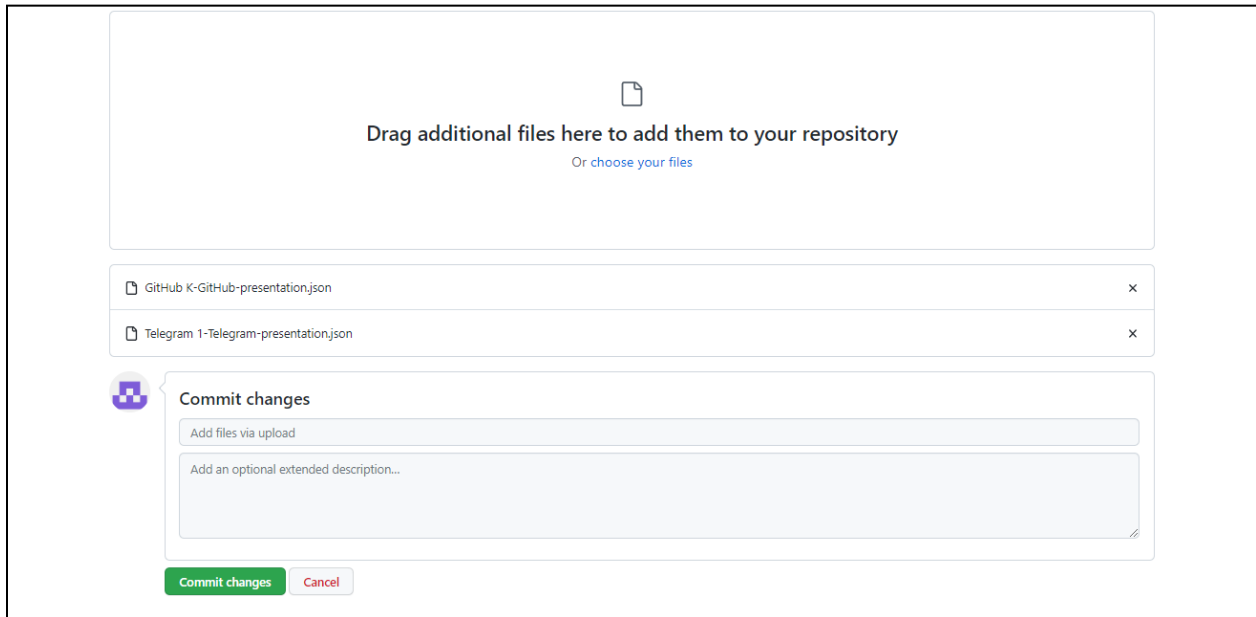 Drag additional files here to add them to your repository
Or choose your files
GitHub K-GitHub-presentation.json
Telegram 1-Telegram-presentation.json
Commit changes
Add files via upload
Add an optional extended description...
Commit changes
Cancel